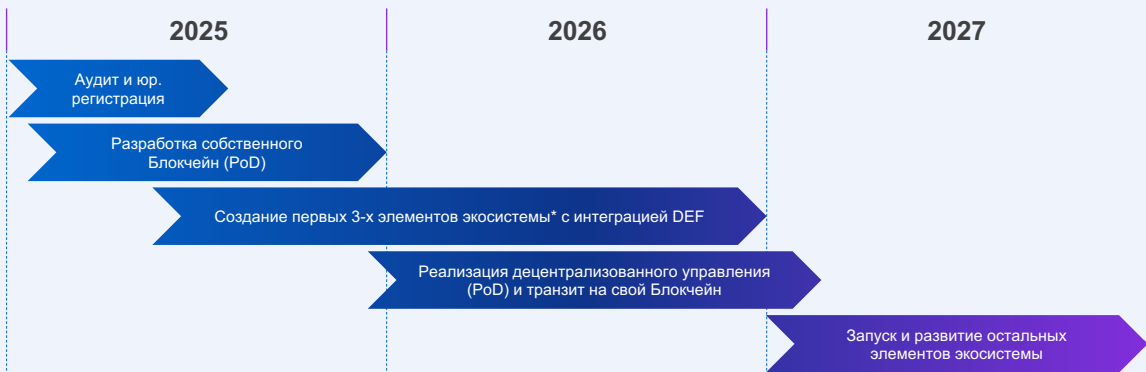 2025
2026
2027
Аудит и юр.
регистрация
Разработка собственного
Блокчейн (PoD)
Создание первых 3-х элементов экосистемы* с интеграцией DEF
Реализация децентрализованного управления
(PoD) и транзит на свой Блокчейн
Запуск и развитие остальных
элементов экосистемы